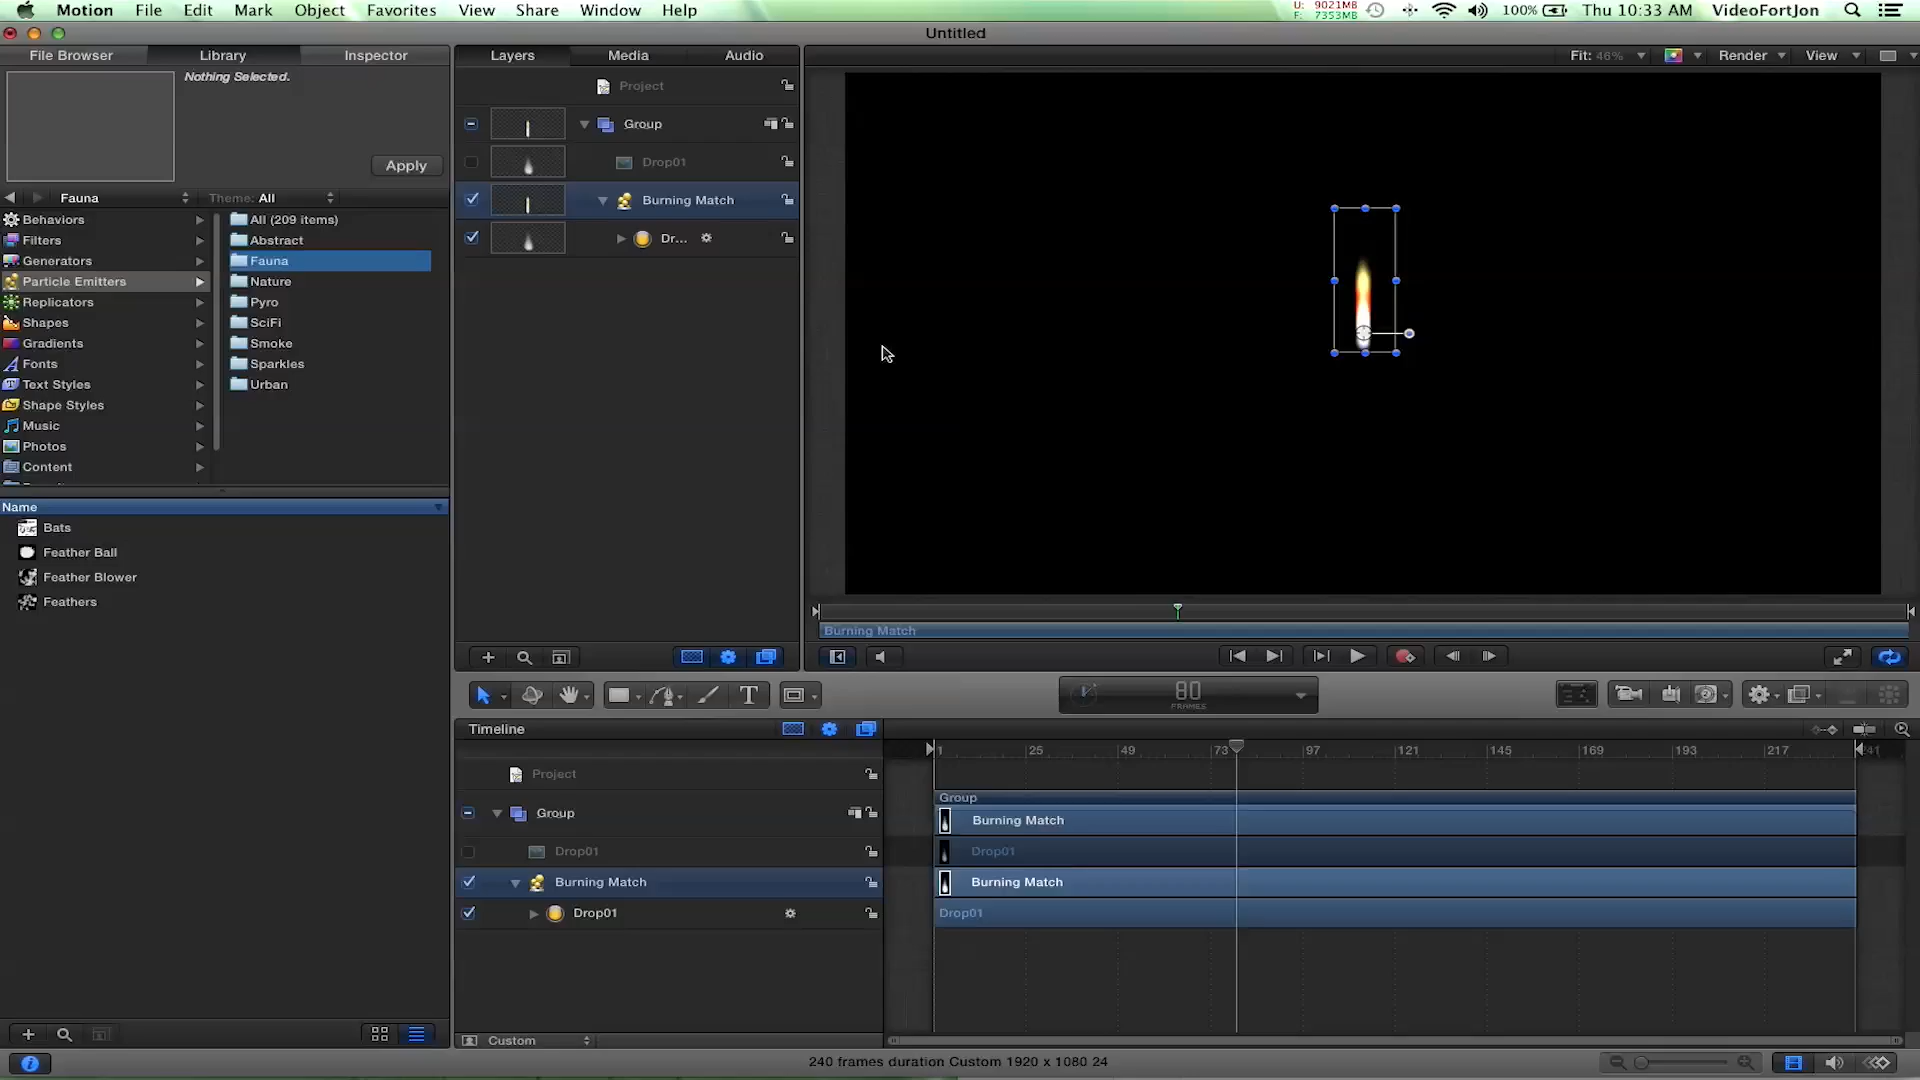 Motion File Edit Mark Object Favorites View Share Window Help U: 9021MB F: 7353MB 100% Thu 10:33 AM VideoFortJon
Untitled
File Browser Library Inspector Layers Media Audio Fit: 46% Render View
Nothing Selected.
Apply
Fauna Theme: All
Behaviors
Filters
Generators
Particle Emitters
Replicators
Shapes
Gradients
Fonts
Text Styles
Shape Styles
Music
Photos
Content
All (209 items)
Abstract
Fauna
Nature
Pyro
SciFi
Smoke
Sparkles
Urban
Name
Bats
Feather Ball
Feather Blower
Feathers
Project
Group
Drop01
Burning Match
Dr...
Burning Match
T
80
FRAMES
Timeline
1 25 49 73 97 121 145 169 193 217
Project
Group
Drop01
Burning Match
Drop01
Group
Burning Match
Drop01
Burning Match
Drop01
Custom
240 frames duration Custom 1920 x 1080 24